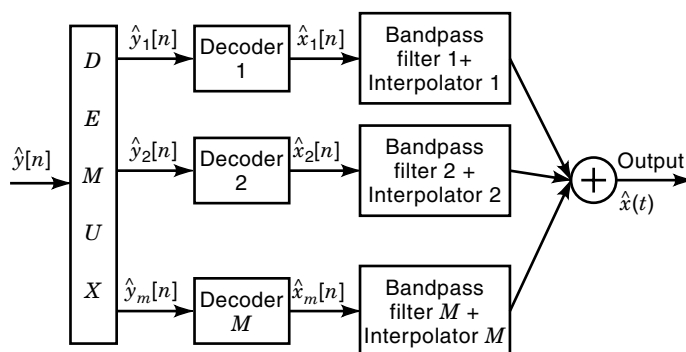 ŷ[n]
D
E
M
U
X
ŷ₁[n]
Decoder
1
x̂₁[n]
Bandpass
filter 1+
Interpolator 1
ŷ₂[n]
Decoder
2
x̂₂[n]
Bandpass
filter 2 +
Interpolator 2
ŷₘ[n]
Decoder
M
x̂ₘ[n]
Bandpass
filter M +
Interpolator M
+
Output
x̂(t)